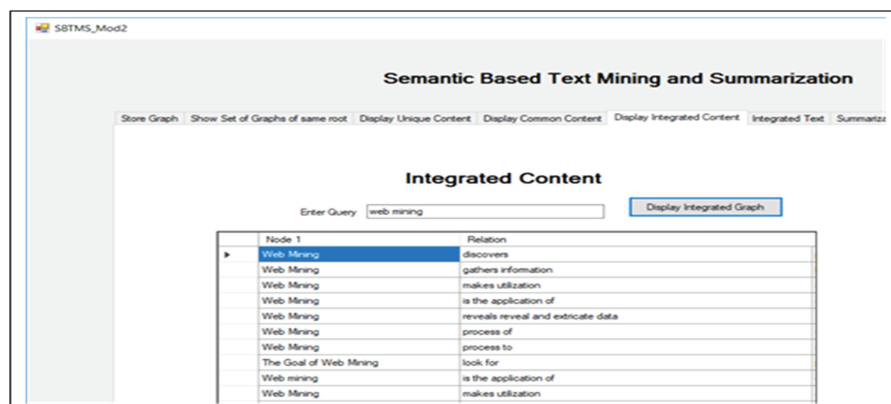 SBTMS_Mod2
Semantic Based Text Mining and Summarization
Store Graph Show Set of Graphs of same root Display Unique Content Display Common Content Display Integrated Content Integrated Text Summariza
Integrated Content
Enter Query web mining Display Integrated Graph
Node 1 Relation
Web Mining discovers
Web Mining gathers information
Web Mining makes utilization
Web Mining is the application of
Web Mining reveals reveal and extricate data
Web Mining process of
Web Mining process to
The Goal of Web Mining look for
Web mining is the application of
Web Mining makes utilization